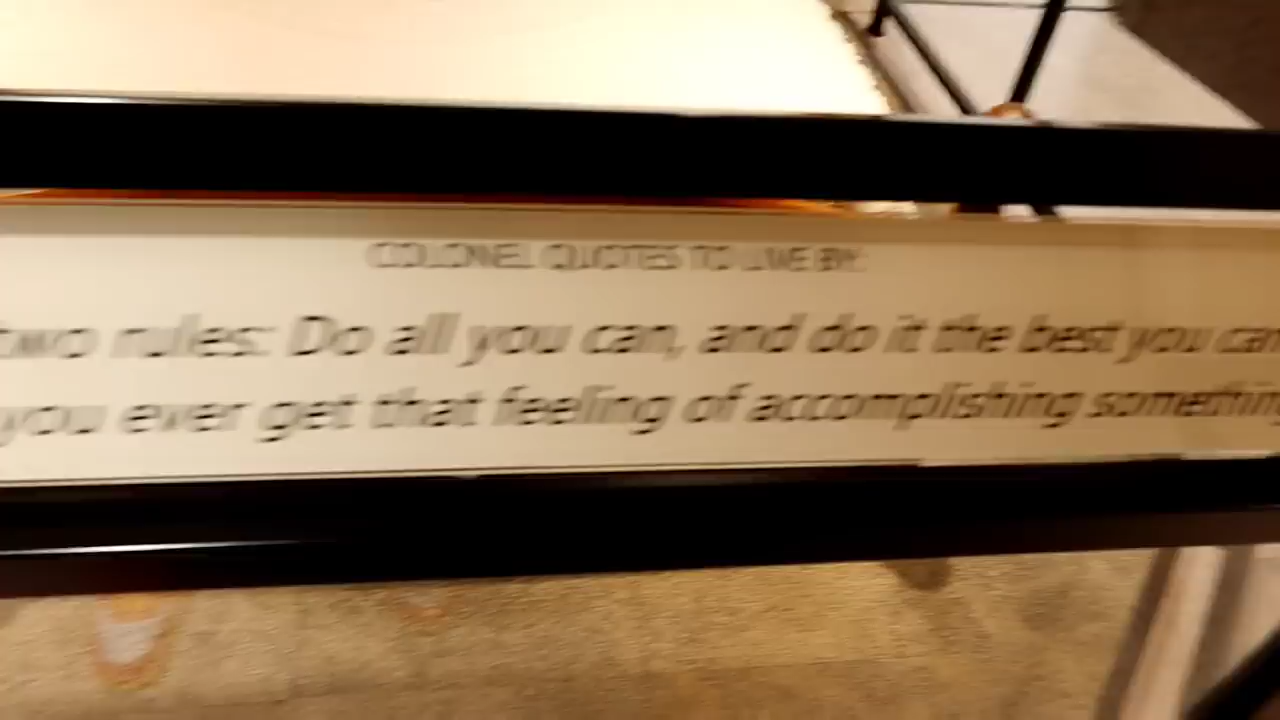 COLONEL QUOTES TO LIVE BY:
two rules: Do all you can, and do it the best you can
you ever get that feeling of accomplishing something